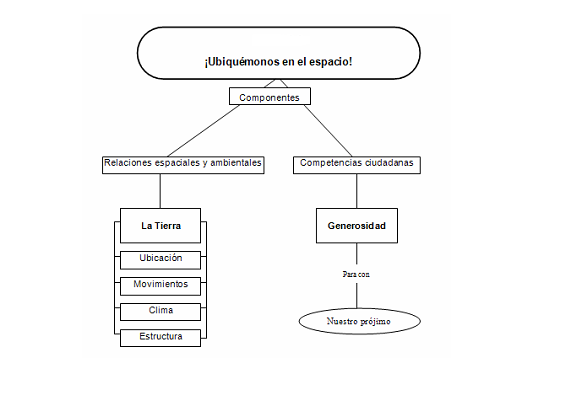 ¡Ubiquémonos en el espacio!
Componentes
Relaciones espaciales y ambientales
Competencias ciudadanas
La Tierra
Generosidad
Ubicación
Para con
Movimientos
Clima
Nuestro prójimo
Estructura